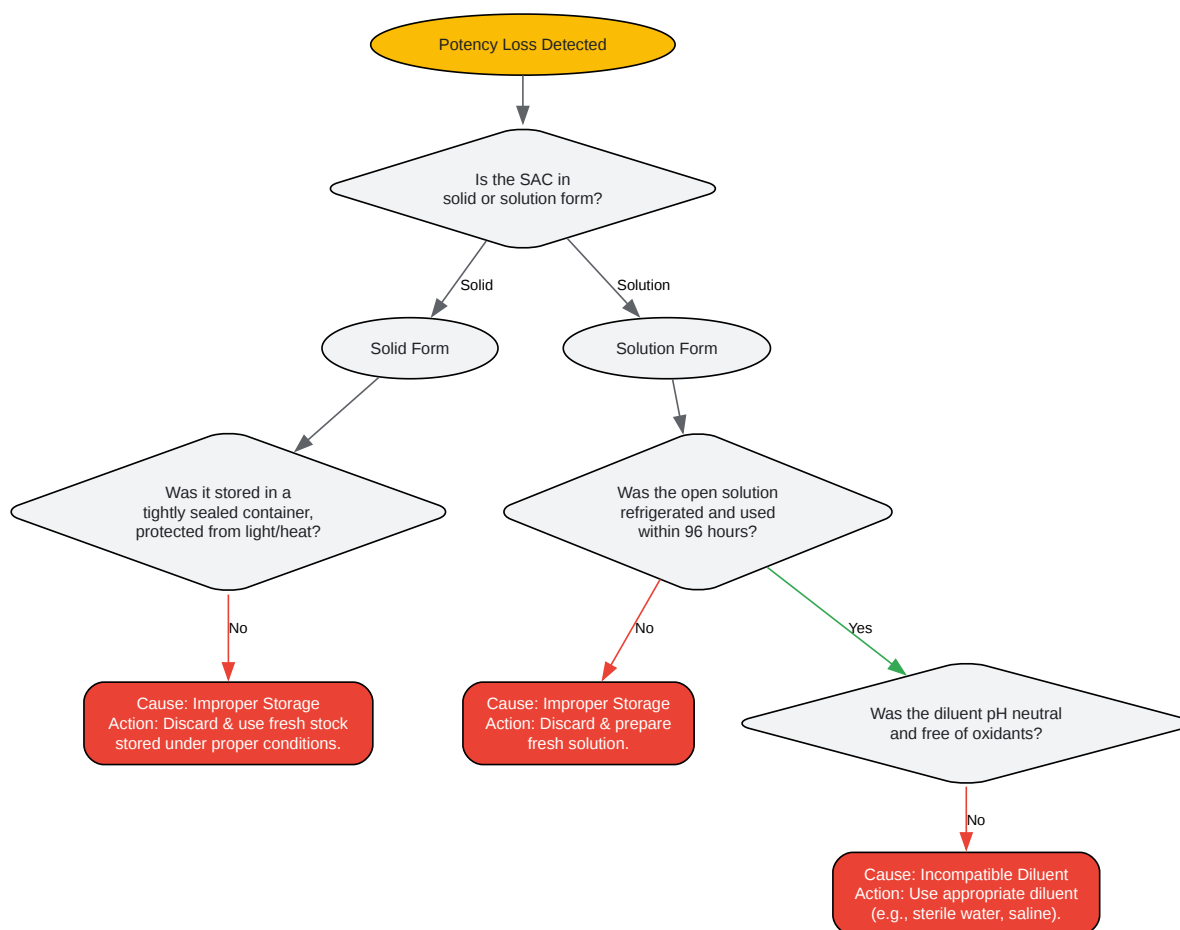 Potency Loss Detected
Is the SAC in
solid or solution form?
Solid
Solution
Solid Form
Solution Form
Was it stored in a
tightly sealed container,
protected from light/heat?
Was the open solution
refrigerated and used
within 96 hours?
No
No
Yes
Cause: Improper Storage
Action: Discard & use fresh stock
stored under proper conditions.
Cause: Improper Storage
Action: Discard & prepare
fresh solution.
Was the diluent pH neutral
and free of oxidants?
No
Cause: Incompatible Diluent
Action: Use appropriate diluent
(e.g., sterile water, saline).